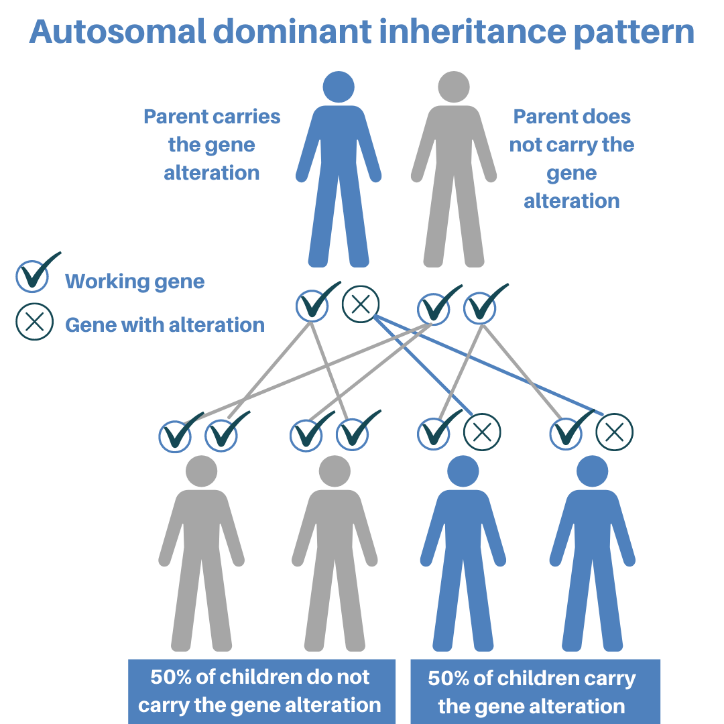 Autosomal dominant inheritance pattern
Parent carries
the gene
alteration
Parent does
not carry the
gene
alteration
Working gene
Gene with alteration
50% of children do not
carry the gene alteration
50% of children carry
the gene alteration